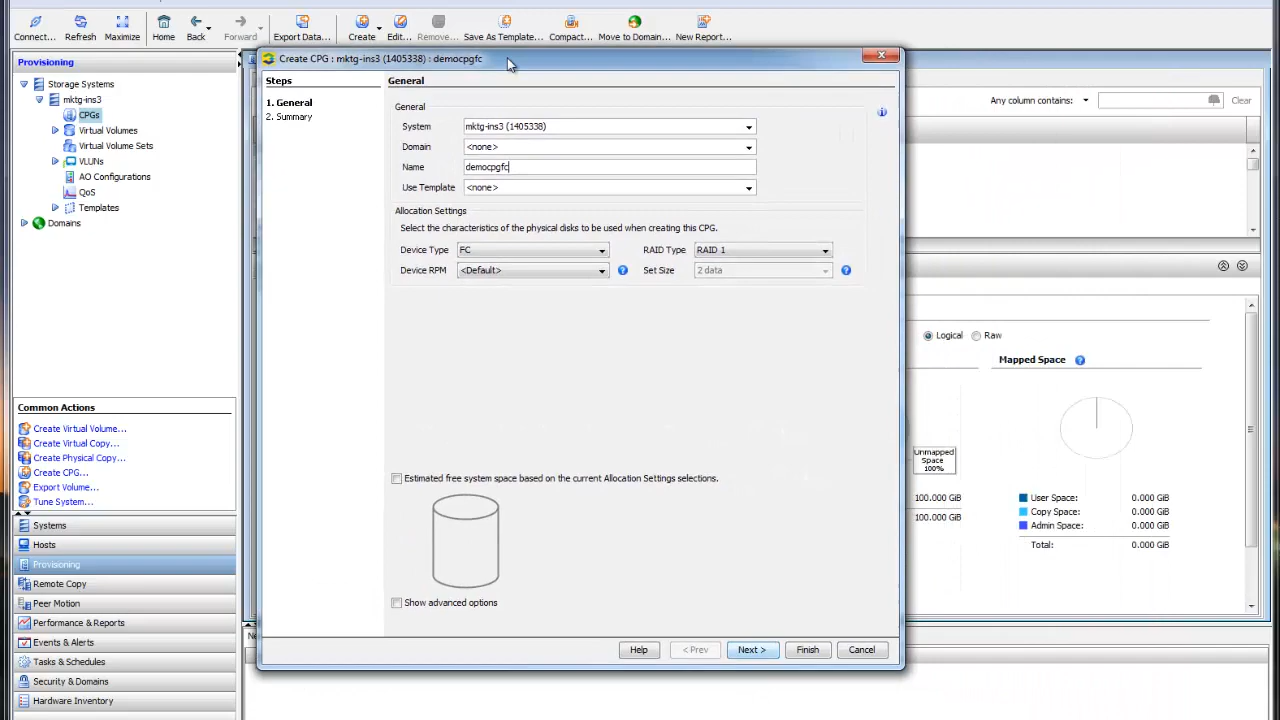 Connect... Refresh Maximize Home Back Forward Export Data... Create Edit... Remove... Save As Template... Compact... Move to Domain... New Report...
Provisioning
Storage Systems
mktg-ins3
CPGs
Virtual Volumes
Virtual Volume Sets
VLUNs
AO Configurations
QoS
Templates
Domains
Common Actions
Create Virtual Volume...
Create Virtual Copy...
Create Physical Copy...
Create CPG...
Export Volume...
Tune System...
Systems
Hosts
Provisioning
Remote Copy
Peer Motion
Performance & Reports
Events & Alerts
Tasks & Schedules
Security & Domains
Hardware Inventory
Create CPG : mktg-ins3 (1405338) : democpgfc
Steps
1. General
2. Summary
General
General
System mktg-ins3 (1405338)
Domain <none>
Name democpgfc
Use Template <none>
Allocation Settings
Select the characteristics of the physical disks to be used when creating this CPG.
Device Type FC RAID Type RAID 1
Device RPM <Default> Set Size 2 data
Estimated free system space based on the current Allocation Settings selections.
Show advanced options
Help < Prev Next > Finish Cancel
Any column contains: Clear
Logical Raw
Mapped Space
Unmapped
Space
100%
100.000 GiB
100.000 GiB
User Space: 0.000 GiB
Copy Space: 0.000 GiB
Admin Space: 0.000 GiB
Total: 0.000 GiB